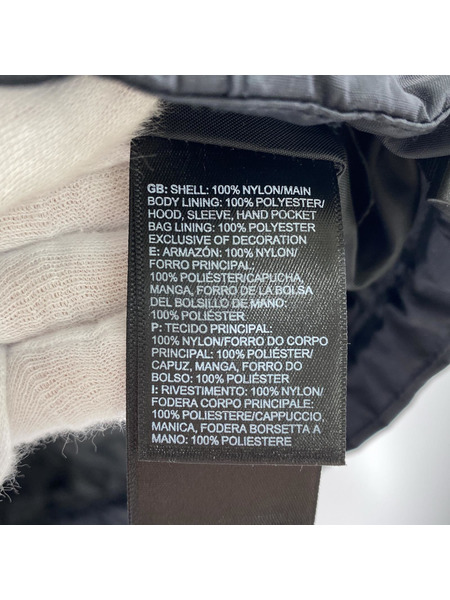 GB: SHELL: 100% NYLON/MAIN
BODY LINING: 100% POLYESTER/
HOOD, SLEEVE, HAND POCKET
BAG LINING: 100% POLYESTER
EXCLUSIVE OF DECORATION
E: ARMAZÓN: 100% NYLON/
FORRO PRINCIPAL:
100% POLIÉSTER/CAPUCHA,
MANGA, FORRO DE LA BOLSA
DEL BOLSILLO DE MANO:
100% POLIÉSTER
P: TECIDO PRINCIPAL:
100% NYLON/FORRO DO CORPO
PRINCIPAL: 100% POLIÉSTER/
CAPUZ, MANGA, FORRO DO
BOLSO: 100% POLIÉSTER
I: RIVESTIMENTO: 100% NYLON/
FODERA CORPO PRINCIPALE:
100% POLIESTERE/CAPPUCCIO,
MANICA, FODERA BORSETTA A
MANO: 100% POLIESTERE